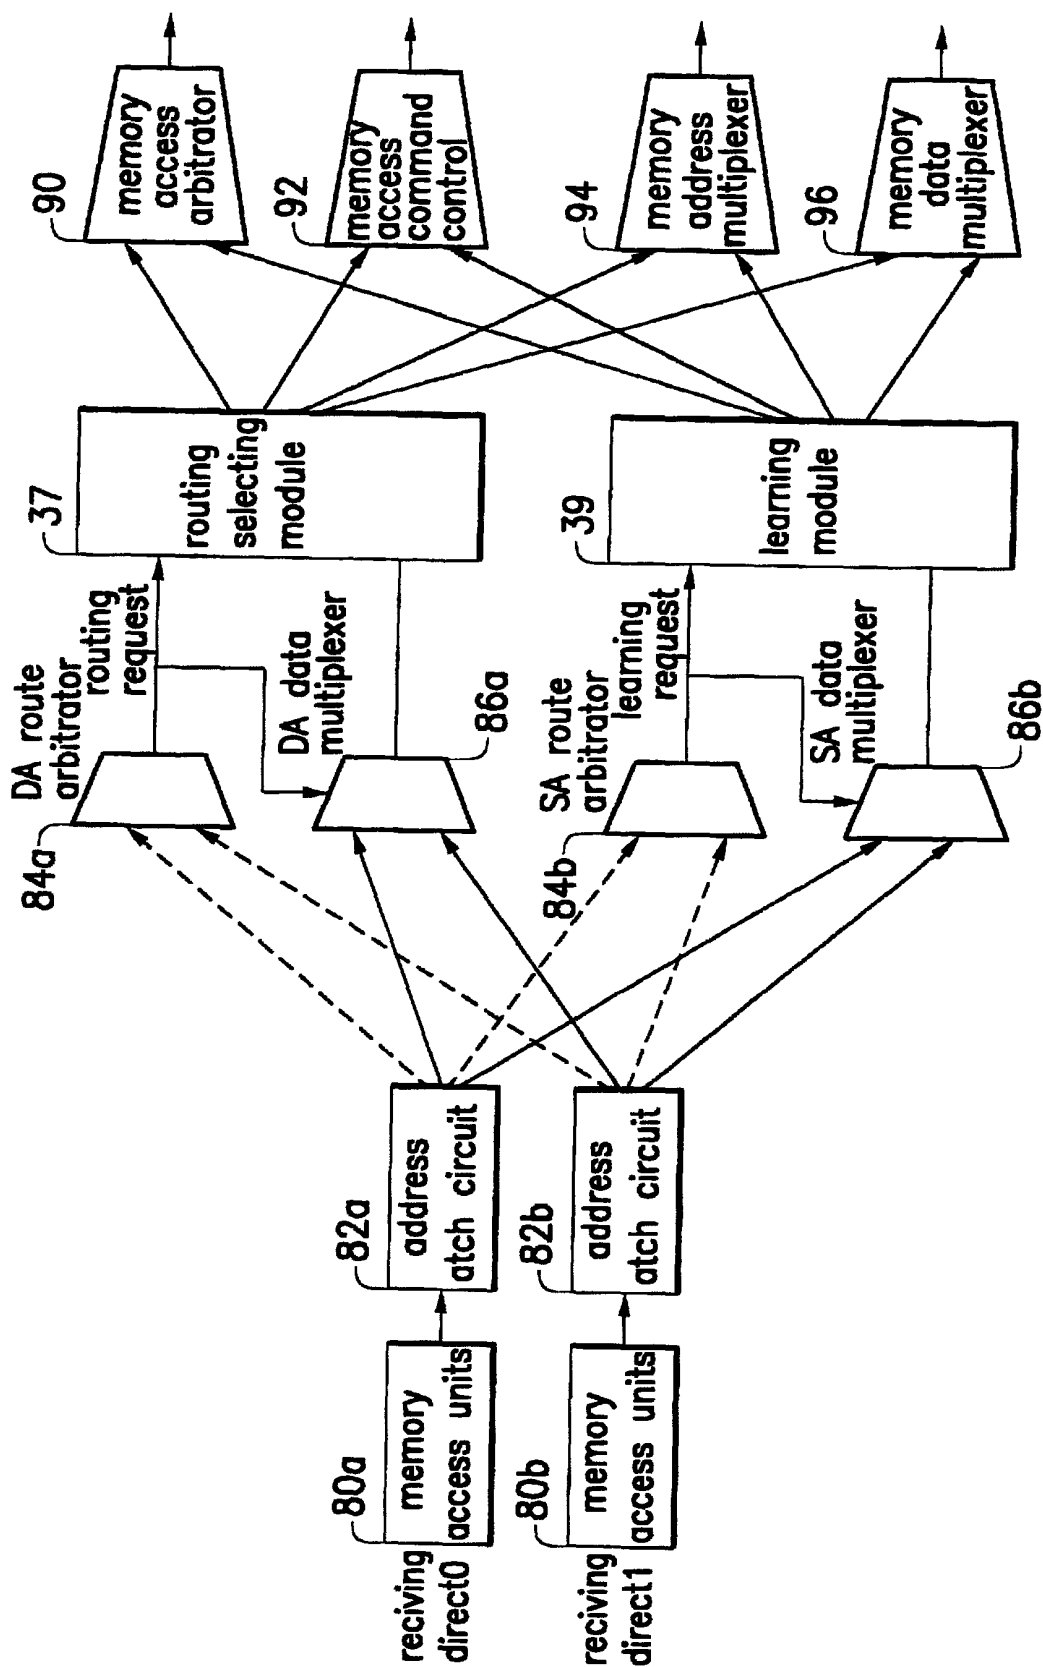 reciving
direct0
80a
memory
access units
82a
address
atch circuit
reciving
direct1
80b
memory
access units
82b
address
atch circuit
84a
DA route
arbitrator
routing
request
DA data
multiplexer
86a
84b
SA route
arbitrator
learning
request
SA data
multiplexer
86b
37
routing
selecting
module
39
learning
module
90
memory
access
arbitrator
92
memory
access
command
control
94
memory
address
multiplexer
96
memory
data
multiplexer